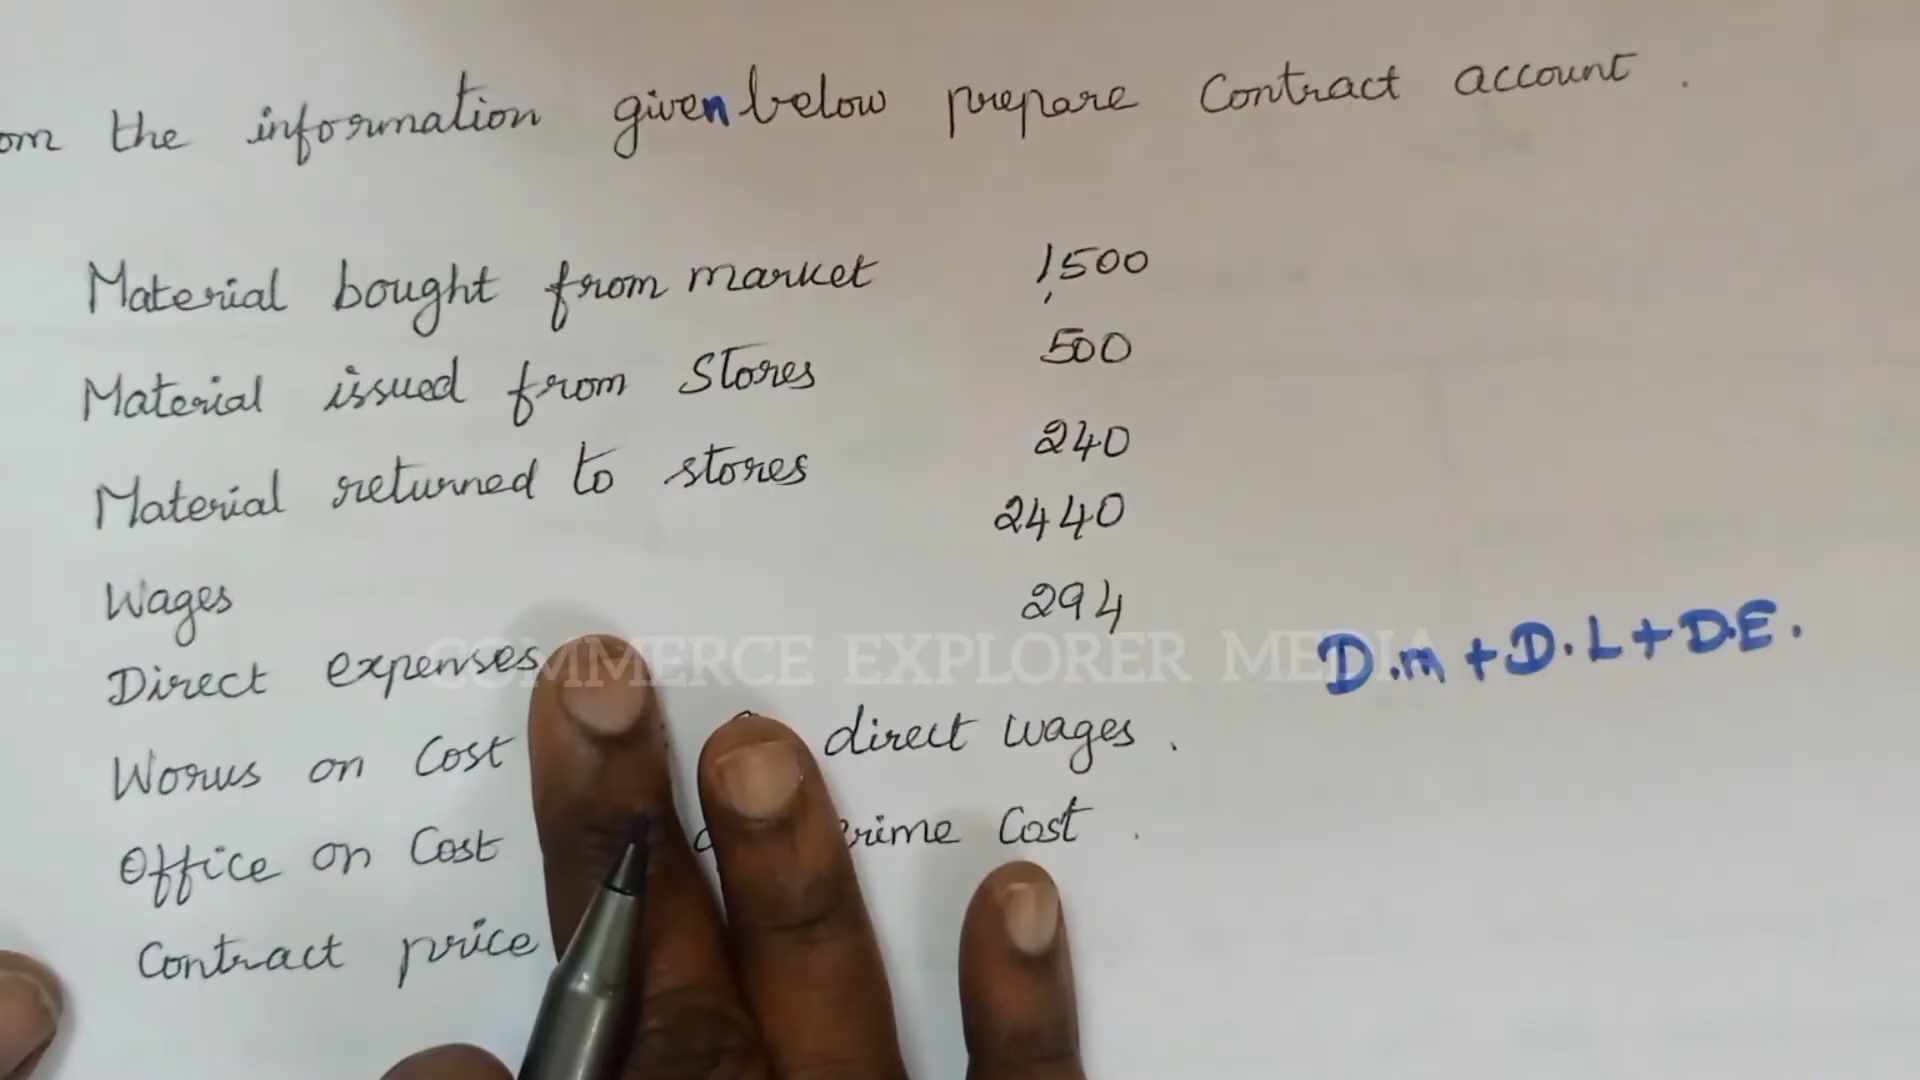 om the information given below prepare Contract account.
Material bought from market 1,500
Material issued from Stores 500
Material returned to stores 240
Wages 2440
Direct expenses 294
COMMERCE EXPLORER MEDIA
D.M + D.L + D.E.
Works on Cost direct wages.
Office on Cost Cost.
Contract price